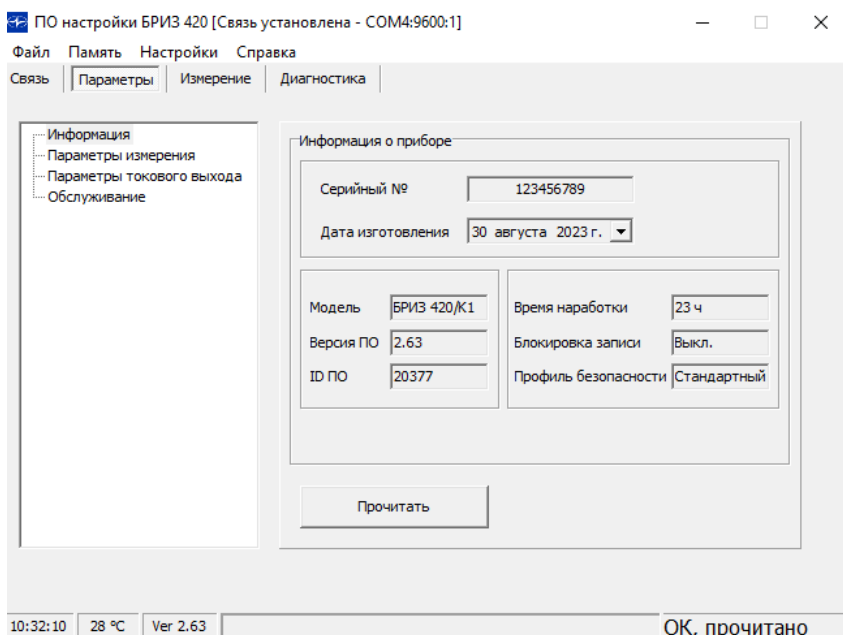 ПО настройки БРИЗ 420 [Связь установлена - COM4:9600:1]
Файл Память Настройки Справка
Связь Параметры Измерение Диагностика
Информация
Параметры измерения
Параметры токового выхода
Обслуживание
Информация о приборе
Серийный № 123456789
Дата изготовления 30 августа 2023 г.
Модель БРИЗ 420/К1
Версия ПО 2.63
ID ПО 20377
Время наработки 23 ч
Блокировка записи Выкл.
Профиль безопасности Стандартный
Прочитать
10:32:10 28 ºC Ver 2.63 ОК, прочитано